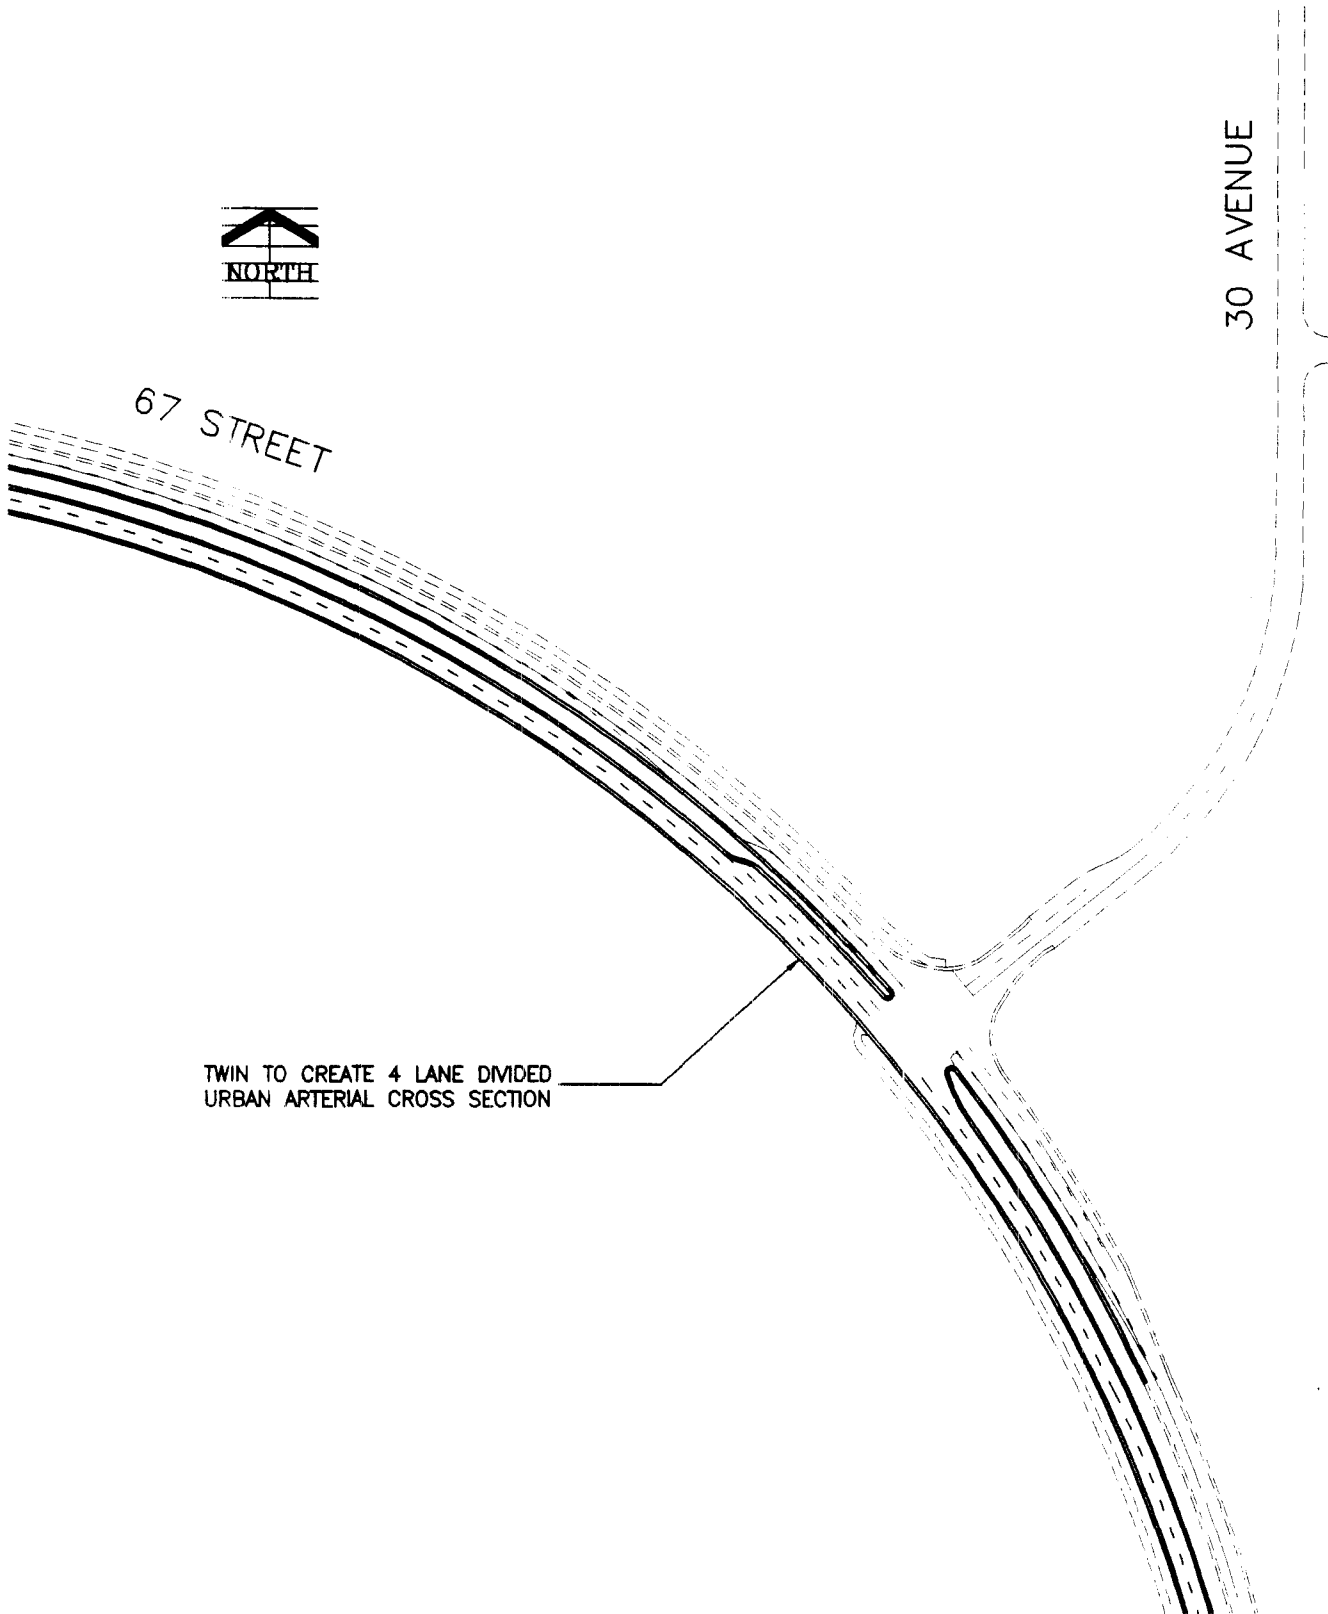 30 AVENUE
NORTH
67 STREET
TWIN TO CREATE 4 LANE DIVIDED
URBAN ARTERIAL CROSS SECTION